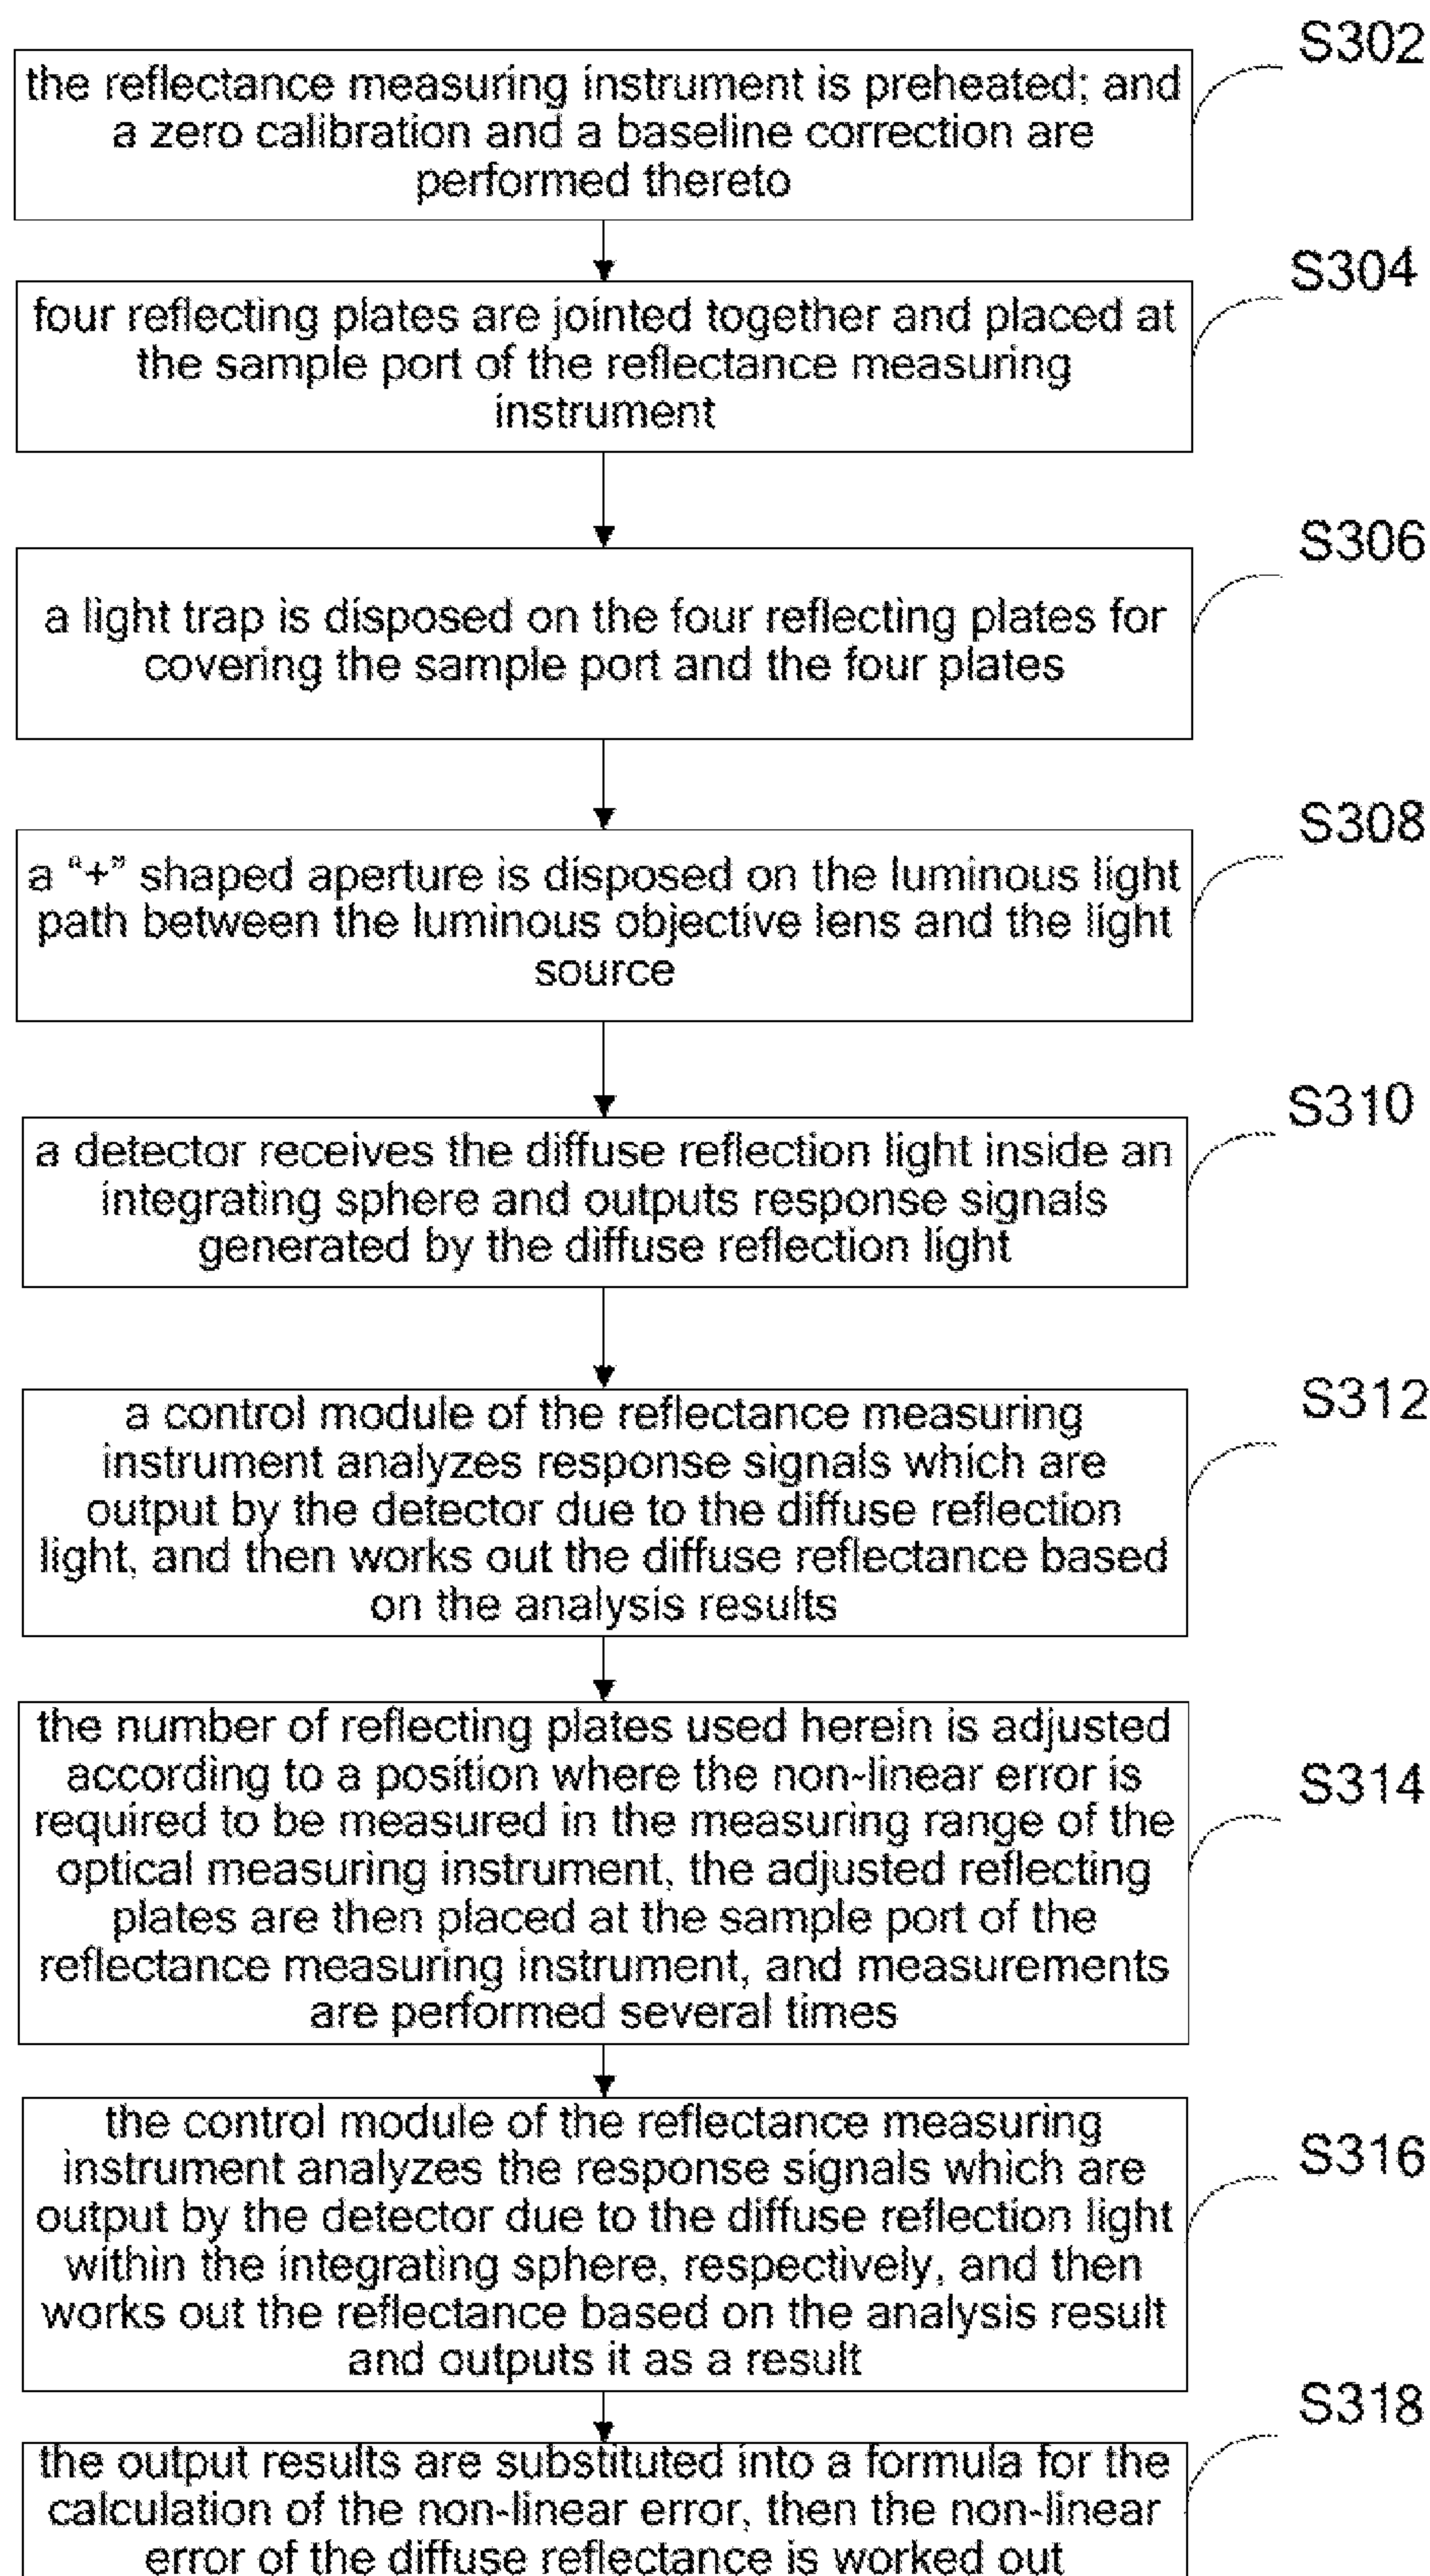 S302
the reflectance measuring instrument is preheated; and
a zero calibration and a baseline correction are
performed thereto
S304
four reflecting plates are jointed together and placed at
the sample port of the reflectance measuring
instrument
S306
a light trap is disposed on the four reflecting plates for
covering the sample port and the four plates
S308
a “+” shaped aperture is disposed on the luminous light
path between the luminous objective lens and the light
source
S310
a detector receives the diffuse reflection light inside an
integrating sphere and outputs response signals
generated by the diffuse reflection light
S312
a control module of the reflectance measuring
instrument analyzes response signals which are
output by the detector due to the diffuse reflection
light, and then works out the diffuse reflectance based
on the analysis results
S314
the number of reflecting plates used herein is adjusted
according to a position where the non-linear error is
required to be measured in the measuring range of the
optical measuring instrument, the adjusted reflecting
plates are then placed at the sample port of the
reflectance measuring instrument, and measurements
are performed several times
S316
the control module of the reflectance measuring
instrument analyzes the response signals which are
output by the detector due to the diffuse reflection light
within the integrating sphere, respectively, and then
works out the reflectance based on the analysis result
and outputs it as a result
S318
the output results are substituted into a formula for the
calculation of the non-linear error, then the non-linear
error of the diffuse reflectance is worked out